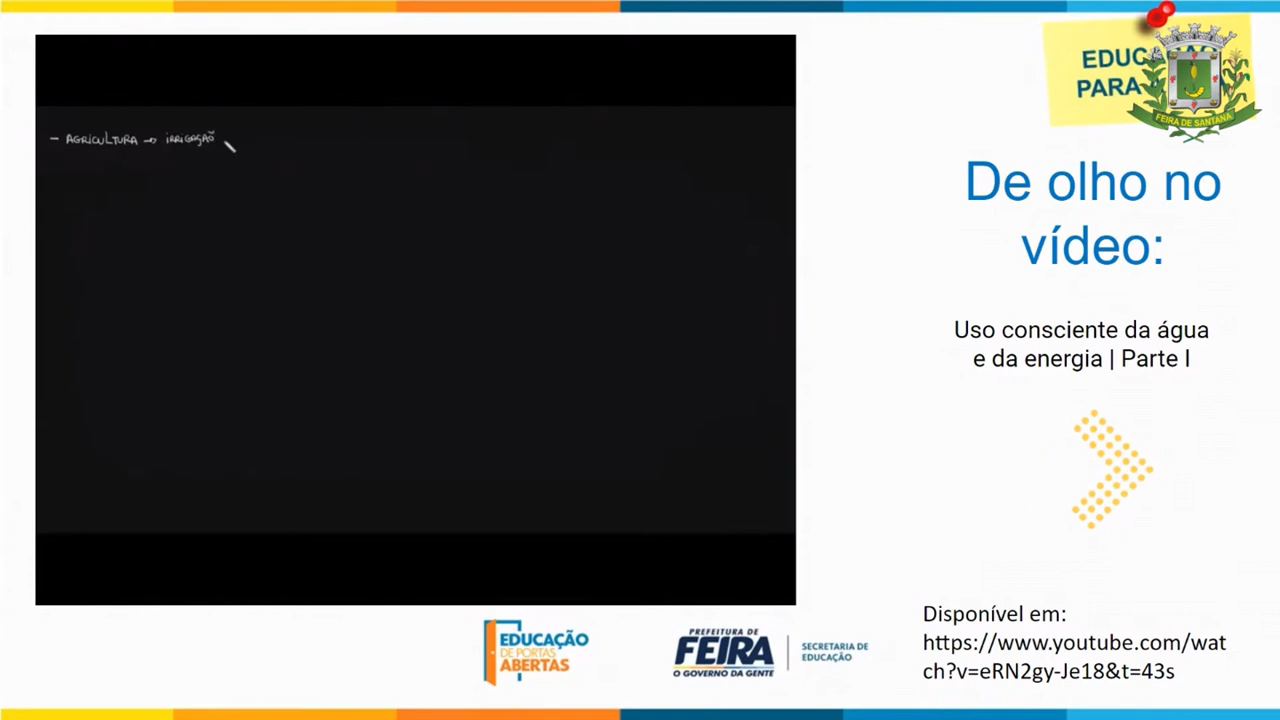 EDUCAÇÃO
PARA
FEIRA DE SANTANA
- AGRICULTURA → IRRIGAÇÃO
De olho no
vídeo:
Uso consciente da água
e da energia | Parte I
Disponível em:
https://www.youtube.com/wat
ch?v=eRN2gy-Je18&t=43s
EDUCAÇÃO
DE PORTAS
ABERTAS
PREFEITURA DE
FEIRA
O GOVERNO DA GENTE
SECRETARIA DE
EDUCAÇÃO